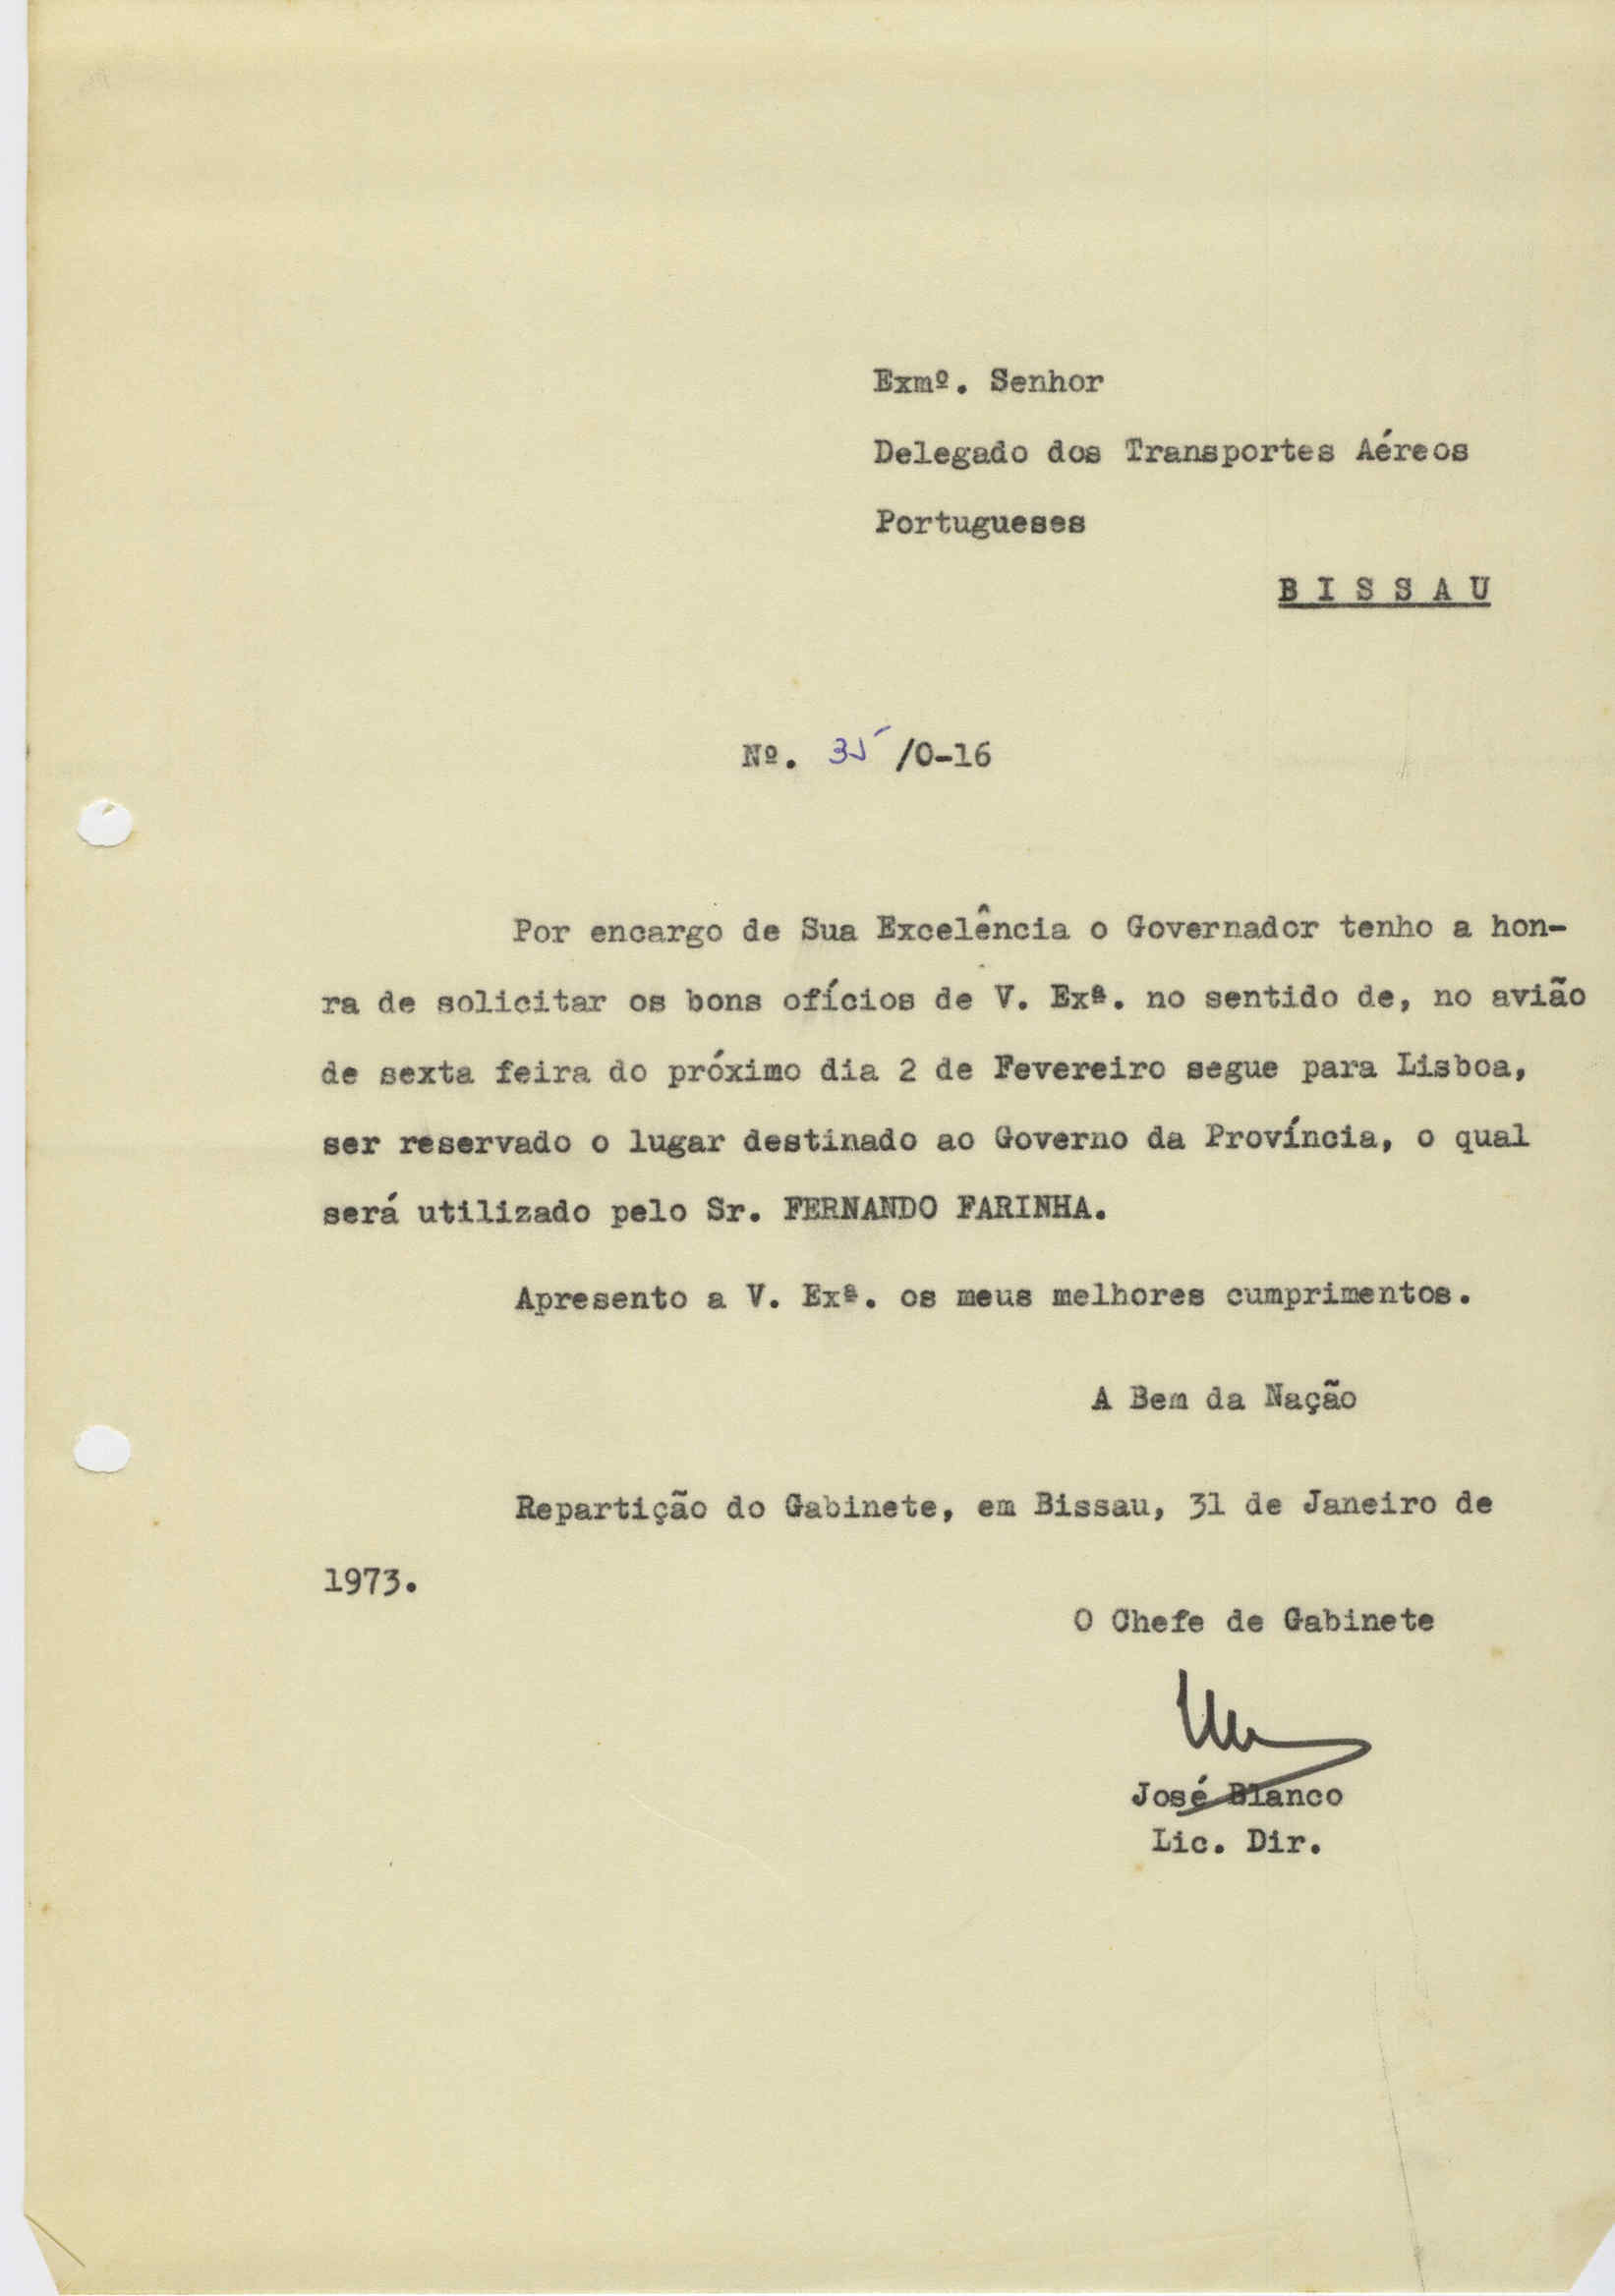 Exmº. Senhor
Delegado dos Transportes Aéreos
Portugueses
B I S S A U
Nº. 35 /0-16
Por encargo de Sua Excelência o Governador tenho a hon-
ra de solicitar os bons ofícios de V. Exª. no sentido de, no avião
de sexta feira do próximo dia 2 de Fevereiro segue para Lisboa,
ser reservado o lugar destinado ao Governo da Província, o qual
será utilizado pelo Sr. FERNANDO FARINHA.
Apresento a V. Exª. os meus melhores cumprimentos.
A Bem da Nação
Repartição do Gabinete, em Bissau, 31 de Janeiro de
1973.
O Chefe de Gabinete
José Blanco
Lic. Dir.